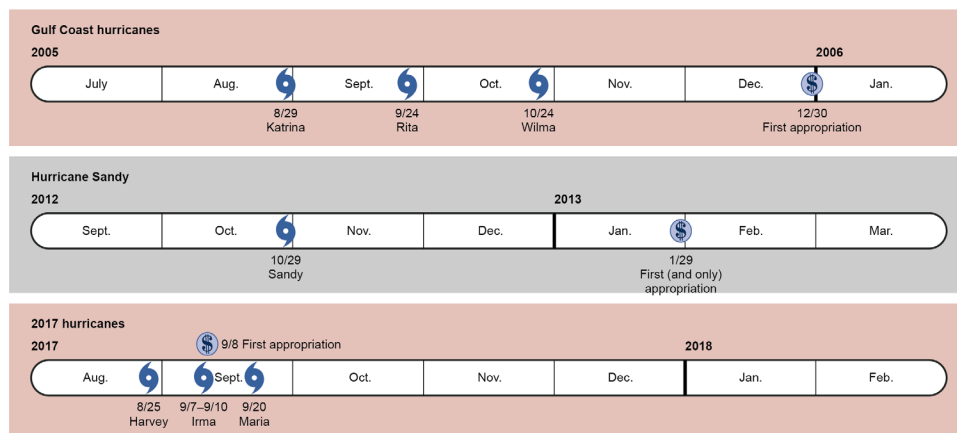 Gulf Coast hurricanes
2005 2006
July Aug. Sept. Oct. Nov. Dec. $ Jan.
8/29 9/24 10/24 12/30
Katrina Rita Wilma First appropriation
Hurricane Sandy
2012 2013
Sept. Oct. Nov. Dec. Jan. $ Feb. Mar.
10/29 1/29
Sandy First (and only)
appropriation
2017 hurricanes
2017 $ 9/8 First appropriation 2018
Aug. Sept. Oct. Nov. Dec. Jan. Feb.
8/25 9/7–9/10 9/20
Harvey Irma Maria